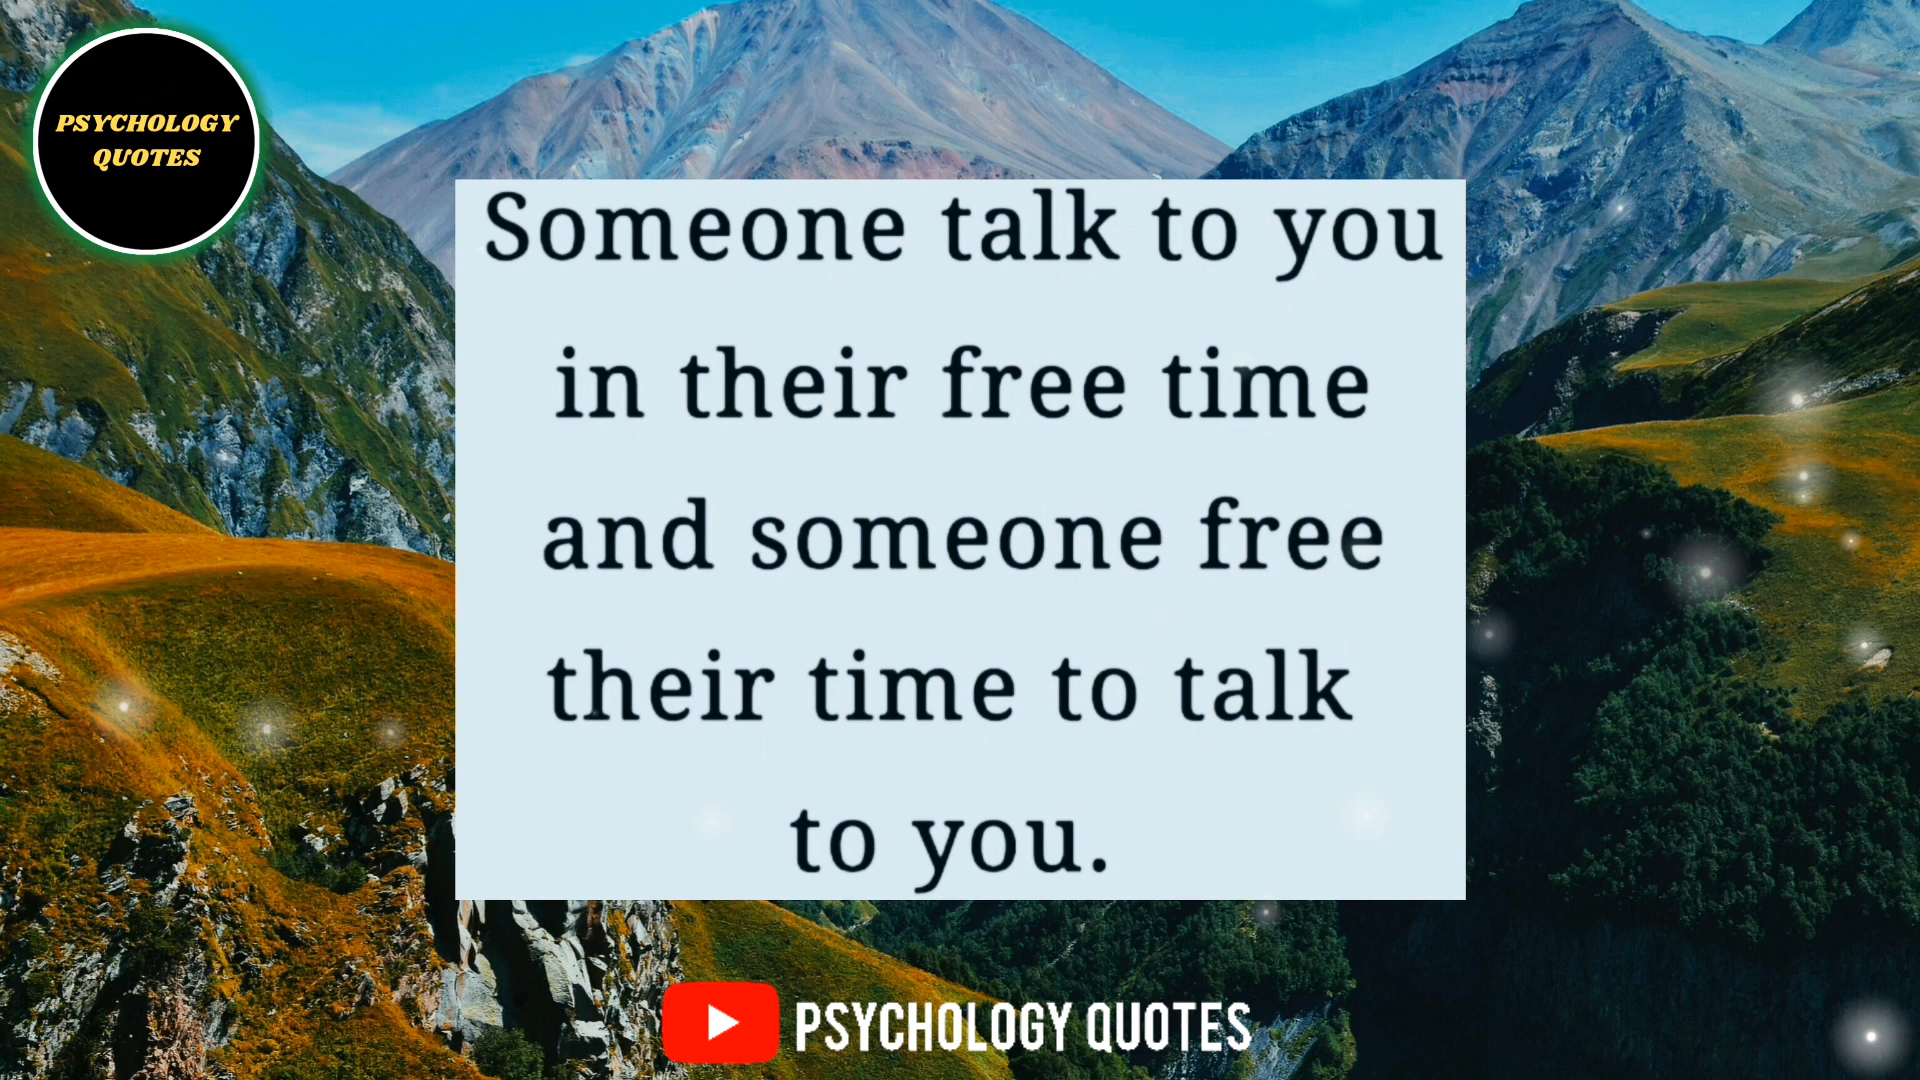 PSYCHOLOGY
QUOTES
Someone talk to you
in their free time
and someone free
their time to talk
to you.
PSYCHOLOGY QUOTES